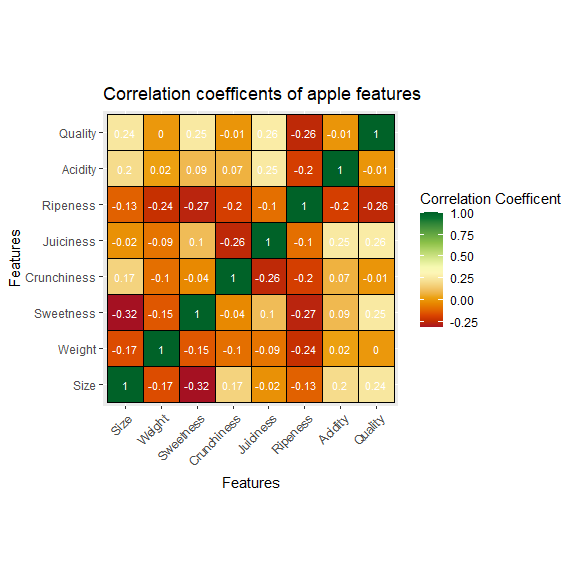 Correlation coefficents of apple features
Quality 0.24 0 0.25 -0.01 0.26 -0.26 -0.01 1
Acidity 0.2 0.02 0.09 0.07 0.25 -0.2 1 -0.01
Ripeness -0.13 -0.24 -0.27 -0.2 -0.1 1 -0.2 -0.26
Juiciness -0.02 -0.09 0.1 -0.26 1 -0.1 0.25 0.26
Crunchiness 0.17 -0.1 -0.04 1 -0.26 -0.2 0.07 -0.01
Sweetness -0.32 -0.15 1 -0.04 0.1 -0.27 0.09 0.25
Weight -0.17 1 -0.15 -0.1 -0.09 -0.24 0.02 0
Size 1 -0.17 -0.32 0.17 -0.02 -0.13 0.2 0.24
Size Weight Sweetness Crunchiness Juiciness Ripeness Acidity Quality
Features
Features
Correlation Coefficent
1.00
0.75
0.50
0.25
0.00
-0.25